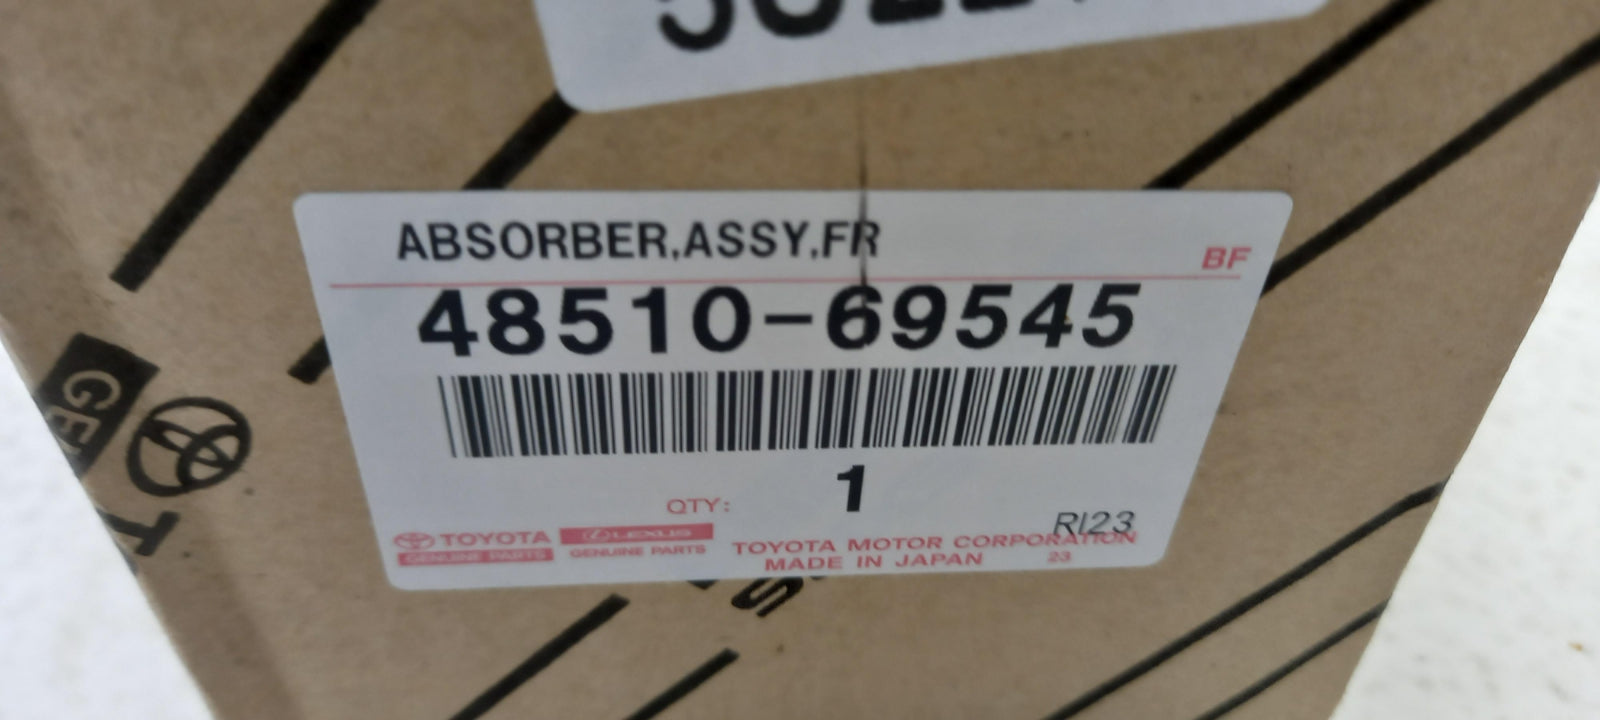 ABSORBER,ASSY,FR
BF
48510-69545
1
QTY:
RI23
TOYOTA LEXUS
GENUINE PARTS GENUINE PARTS
TOYOTA MOTOR CORPORATION
MADE IN JAPAN 23